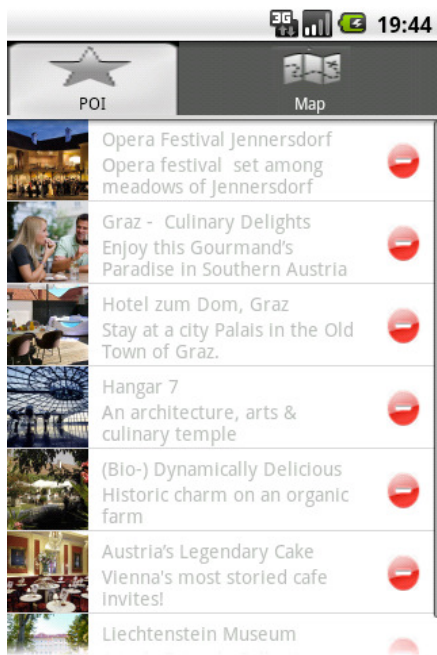 3G 19:44
POI Map
Opera Festival Jennersdorf
Opera festival set among
meadows of Jennersdorf
Graz - Culinary Delights
Enjoy this Gourmand's
Paradise in Southern Austria
Hotel zum Dom, Graz
Stay at a city Palais in the Old
Town of Graz.
Hangar 7
An architecture, arts &
culinary temple
(Bio-) Dynamically Delicious
Historic charm on an organic
farm
Austria's Legendary Cake
Vienna's most storied cafe
Invites!
Liechtenstein Museum